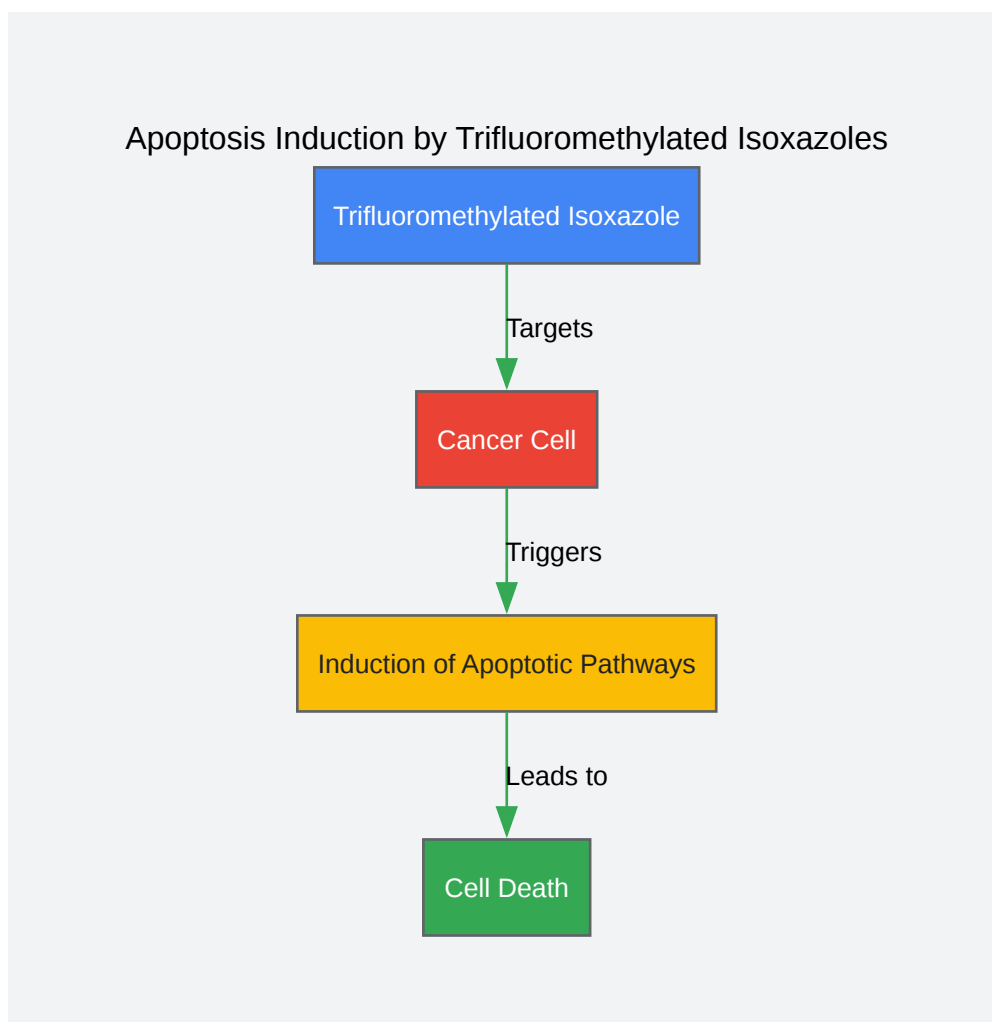 Apoptosis Induction by Trifluoromethylated Isoxazoles
Trifluoromethylated Isoxazole
Targets
Cancer Cell
Triggers
Induction of Apoptotic Pathways
Leads to
Cell Death